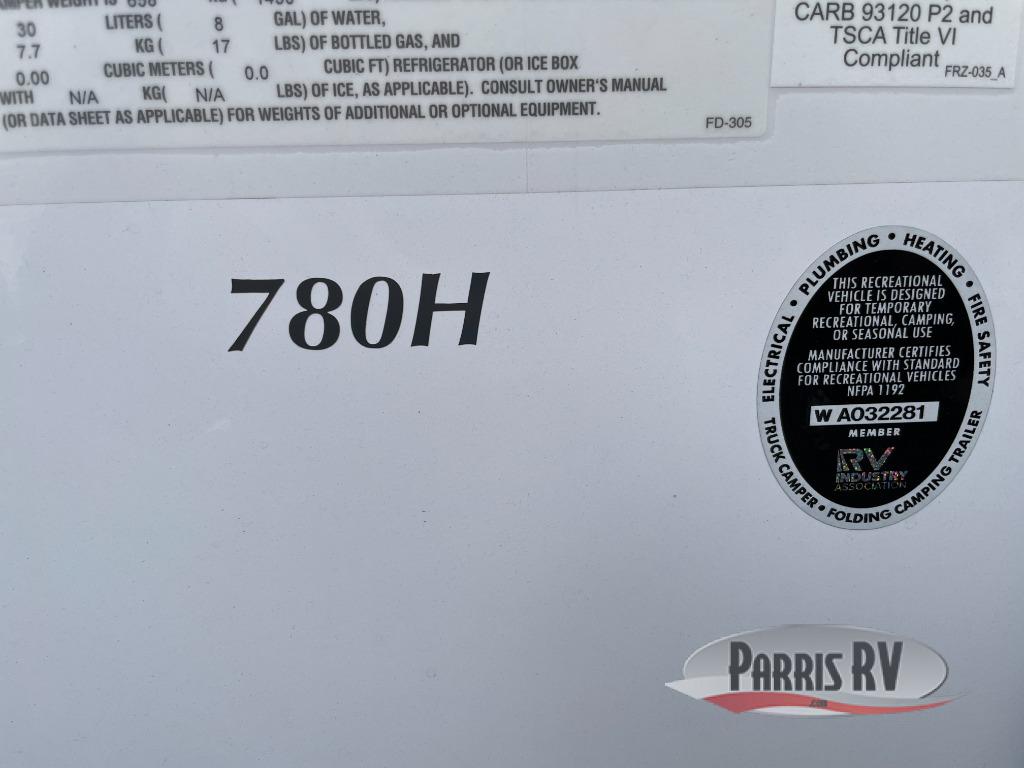 30 LITERS ( 8 GAL) OF WATER,
7.7 KG ( 17 LBS) OF BOTTLED GAS, AND
0.00 CUBIC METERS ( 0.0 CUBIC FT) REFRIGERATOR (OR ICE BOX
WITH N/A KG( N/A LBS) OF ICE, AS APPLICABLE). CONSULT OWNER'S MANUAL
(OR DATA SHEET AS APPLICABLE) FOR WEIGHTS OF ADDITIONAL OR OPTIONAL EQUIPMENT.
FD-305
CARB 93120 P2 and
TSCA Title VI
Compliant
FRZ-035_A
780H
ELECTRICAL • PLUMBING • HEATING • FIRE SAFETY
THIS RECREATIONAL
VEHICLE IS DESIGNED
FOR TEMPORARY
RECREATIONAL, CAMPING,
OR SEASONAL USE
MANUFACTURER CERTIFIES
COMPLIANCE WITH STANDARD
FOR RECREATIONAL VEHICLES
NFPA 1192
W AO32281
MEMBER
RV
INDUSTRY
ASSOCIATION
TRUCK CAMPER • FOLDING CAMPING TRAILER
PARRIS RV
.com